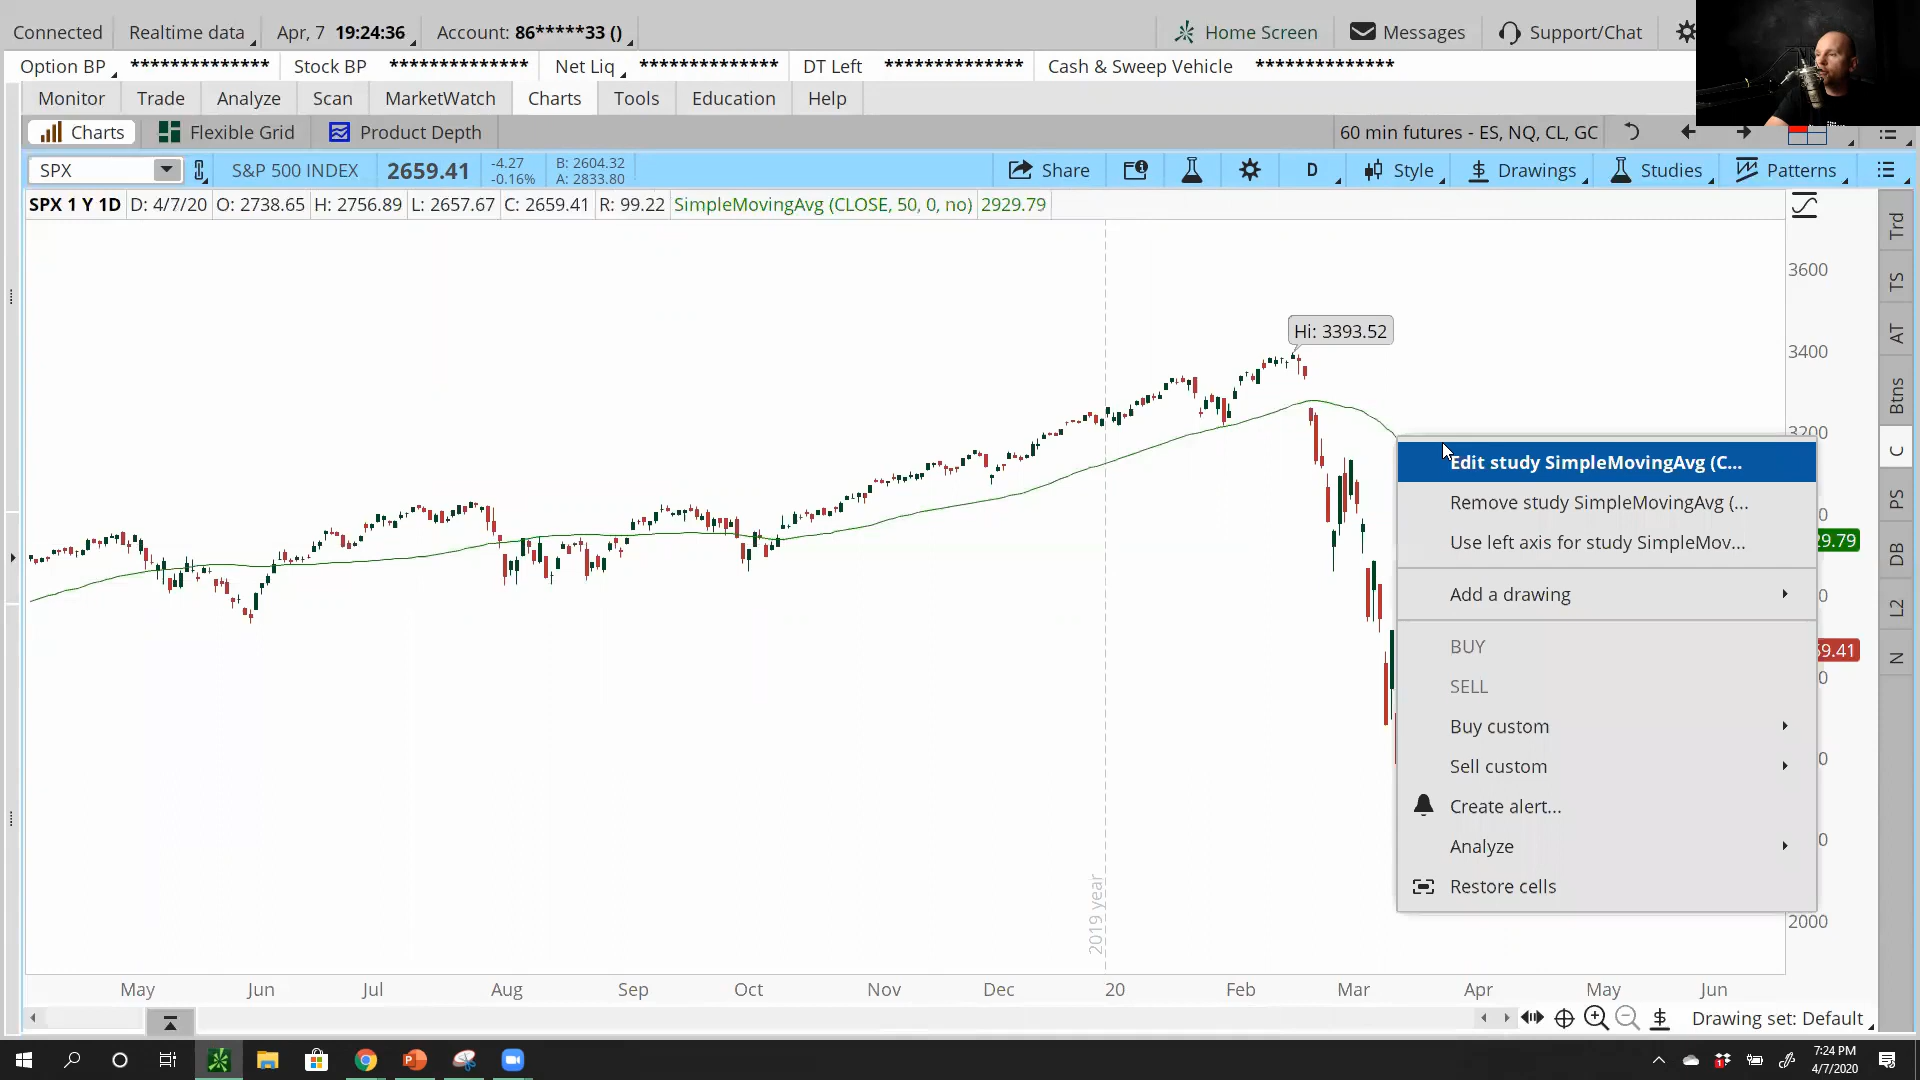 Connected Realtime data Apr, 7 19:24:36 Account: 86*****33 () Home Screen Messages Support/Chat
Option BP ************** Stock BP ************** Net Liq ************** DT Left ************** Cash & Sweep Vehicle **************
Monitor Trade Analyze Scan MarketWatch Charts Tools Education Help
Charts Flexible Grid Product Depth 60 min futures - ES, NQ, CL, GC
SPX S&P 500 INDEX 2659.41 -4.27 -0.16% B: 2604.32 A: 2833.80 Share D Style Drawings Studies Patterns
SPX 1 Y 1D D: 4/7/20 O: 2738.65 H: 2756.89 L: 2657.67 C: 2659.41 R: 99.22 SimpleMovingAvg (CLOSE, 50, 0, no) 2929.79
Trd
3600
TS
Hi: 3393.52
AT
3400
Btns
3200
C
Edit study SimpleMovingAvg (C...
Remove study SimpleMovingAvg (...
PS
Use left axis for study SimpleMov...
29.79
DB
Add a drawing
L2
BUY
59.41
N
SELL
Buy custom
Sell custom
Create alert...
Analyze
Restore cells
2019 year
2000
May Jun Jul Aug Sep Oct Nov Dec 20 Feb Mar Apr May Jun
Drawing set: Default
7:24 PM
4/7/2020